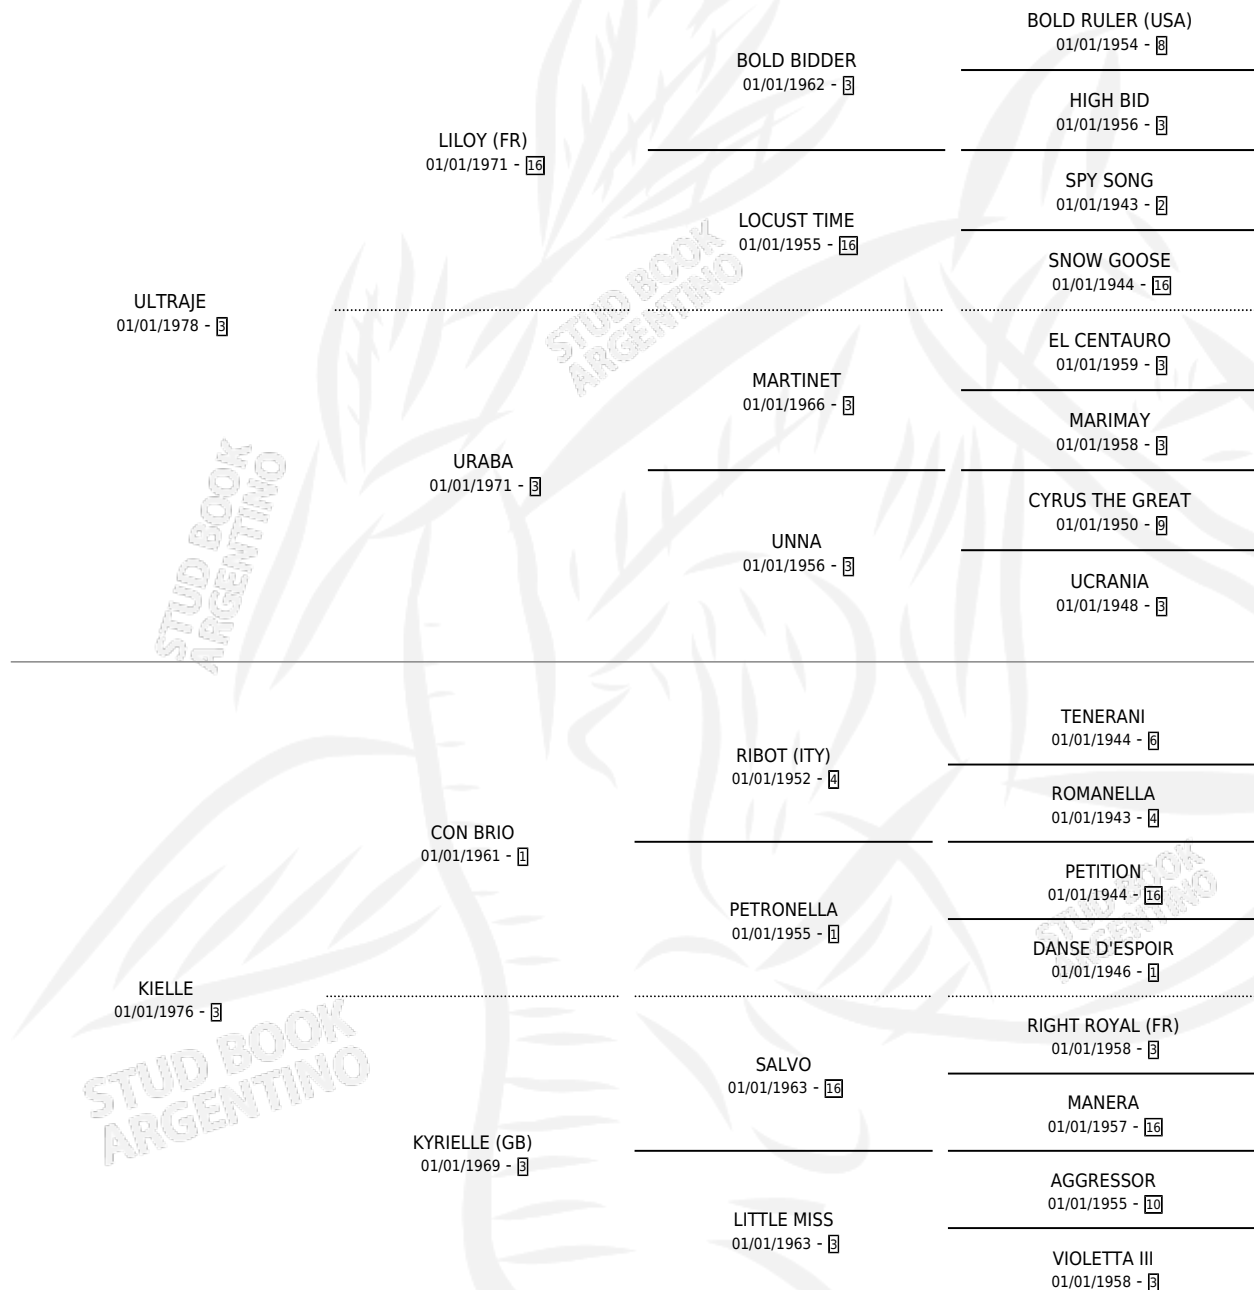 BOLD RULER (USA)
01/01/1954 - 8
BOLD BIDDER
01/01/1962 - 3
HIGH BID
01/01/1956 - 3
LILOY (FR)
01/01/1971 - 16
SPY SONG
01/01/1943 - 2
LOCUST TIME
01/01/1955 - 16
SNOW GOOSE
01/01/1944 - 16
STUD BOOK
ARGENTINO
ULTRAJE
01/01/1978 - 3
EL CENTAURO
01/01/1959 - 3
MARTINET
01/01/1966 - 3
MARIMAY
01/01/1958 - 3
URABA
01/01/1971 - 3
CYRUS THE GREAT
01/01/1950 - 9
UNNA
01/01/1956 - 3
UCRANIA
01/01/1948 - 3
STUD BOOK
ARGENTINO
TENERANI
01/01/1944 - 6
RIBOT (ITY)
01/01/1952 - 4
ROMANELLA
01/01/1943 - 4
CON BRIO
01/01/1961 - 1
PETITION
01/01/1944 - 16
PETRONELLA
01/01/1955 - 1
STUD BOOK
ARGENTINO
DANSE D'ESPOIR
01/01/1946 - 1
KIELLE
01/01/1976 - 3
RIGHT ROYAL (FR)
01/01/1958 - 3
STUD BOOK
ARGENTINO
SALVO
01/01/1963 - 16
MANERA
01/01/1957 - 16
KYRIELLE (GB)
01/01/1969 - 3
AGGRESSOR
01/01/1955 - 10
LITTLE MISS
01/01/1963 - 3
VIOLETTA III
01/01/1958 - 3